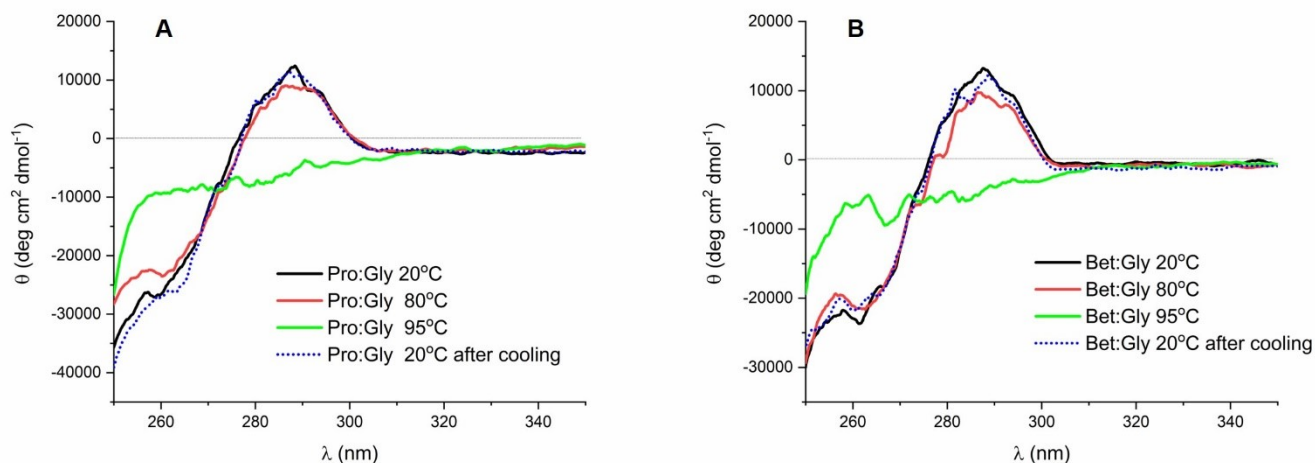 A
20000
10000
0
-10000
-20000
-30000
-40000
θ (deg cm² dmol⁻¹)
Pro:Gly 20°C
Pro:Gly 80°C
Pro:Gly 95°C
Pro:Gly 20°C after cooling
260 280 300 320 340
λ (nm)
B
20000
10000
0
-10000
-20000
-30000
θ (deg cm² dmol⁻¹)
Bet:Gly 20°C
Bet:Gly 80°C
Bet:Gly 95°C
Bet:Gly 20°C after cooling
260 280 300 320 340
λ (nm)